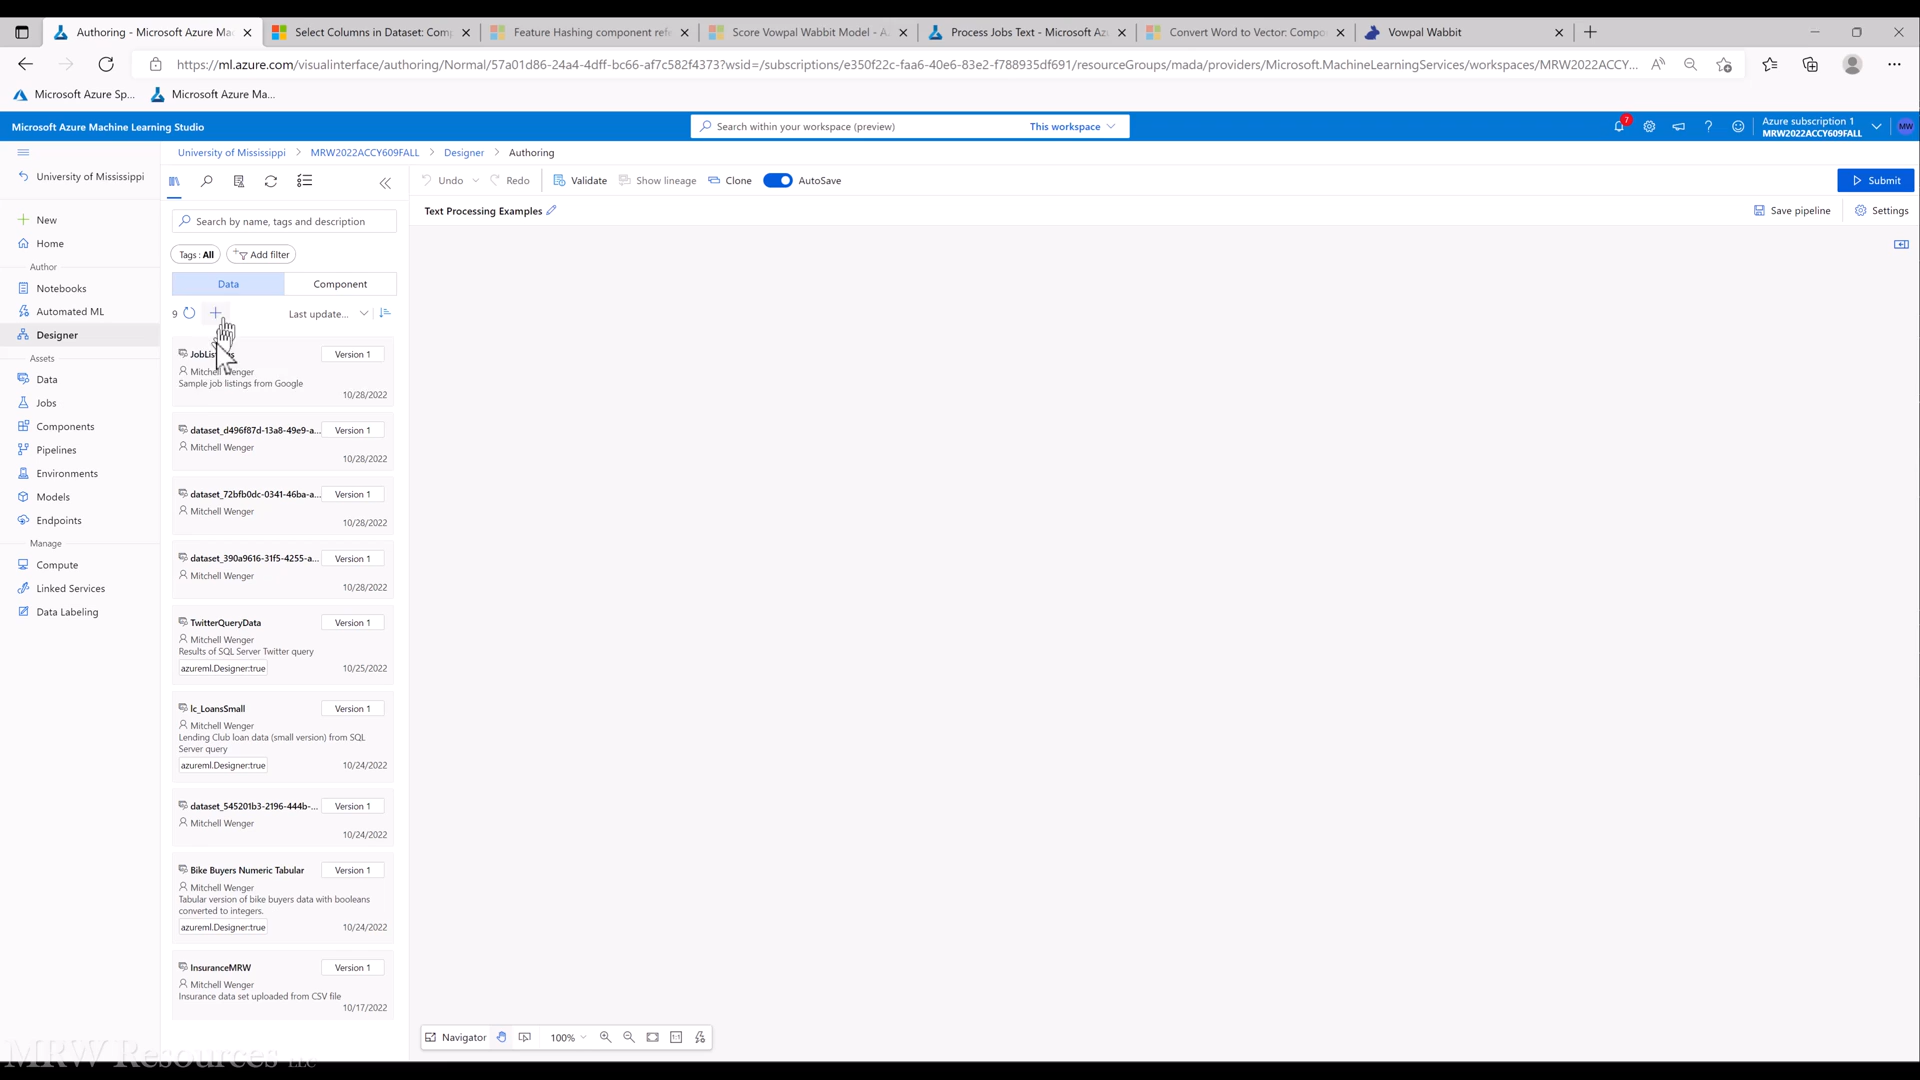 Authoring - Microsoft Azure Ma
Select Columns in Dataset: Comp
Feature Hashing component refe
Score Vowpal Wabbit Model - A
Process Jobs Text - Microsoft Az
Convert Word to Vector: Compo
Vowpal Wabbit
https://ml.azure.com/visualinterface/authoring/Normal/57a01d86-24a4-4dff-bc66-af7c582f4373?wsid=/subscriptions/e350f22c-faa6-40e6-83e2-f788935df691/resourceGroups/mada/providers/Microsoft.MachineLearningServices/workspaces/MRW2022ACCY...
Microsoft Azure Sp...
Microsoft Azure Ma...
Microsoft Azure Machine Learning Studio
Search within your workspace (preview)
This workspace
7
Azure subscription 1
MRW2022ACCY609FALL
MW
University of Mississippi > MRW2022ACCY609FALL > Designer > Authoring
University of Mississippi
New
Home
Author
Notebooks
Automated ML
Designer
Assets
Data
Jobs
Components
Pipelines
Environments
Models
Endpoints
Manage
Compute
Linked Services
Data Labeling
Search by name, tags and description
Tags : All
Add filter
Data
Component
9
Last update...
Version 1
Mitchell Wenger
Sample job listings from Google
10/28/2022
dataset_d496f87d-13a8-49e9-a...
Version 1
Mitchell Wenger
10/28/2022
dataset_72bfb0dc-0341-46ba-a...
Version 1
Mitchell Wenger
10/28/2022
dataset_390a9616-31f5-4255-a...
Version 1
Mitchell Wenger
10/28/2022
TwitterQueryData
Version 1
Mitchell Wenger
Results of SQL Server Twitter query
azureml.Designer:true
10/25/2022
lc_LoansSmall
Version 1
Mitchell Wenger
Lending Club loan data (small version) from SQL
Server query
azureml.Designer:true
10/24/2022
dataset_545201b3-2196-444b-...
Version 1
Mitchell Wenger
10/24/2022
Bike Buyers Numeric Tabular
Version 1
Mitchell Wenger
Tabular version of bike buyers data with booleans
converted to integers.
azureml.Designer:true
10/24/2022
InsuranceMRW
Version 1
Mitchell Wenger
Insurance data set uploaded from CSV file
10/17/2022
Undo
Redo
Validate
Show lineage
Clone
AutoSave
Submit
Text Processing Examples
Save pipeline
Settings
Navigator
100%
1:1
MRW Resources LLC